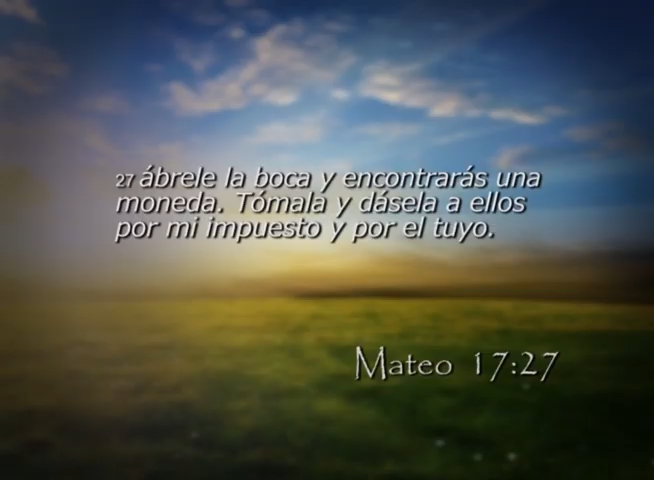 27 ábrele la boca y encontrarás una
moneda. Tómala y dásela a ellos
por mi impuesto y por el tuyo.
Mateo 17:27